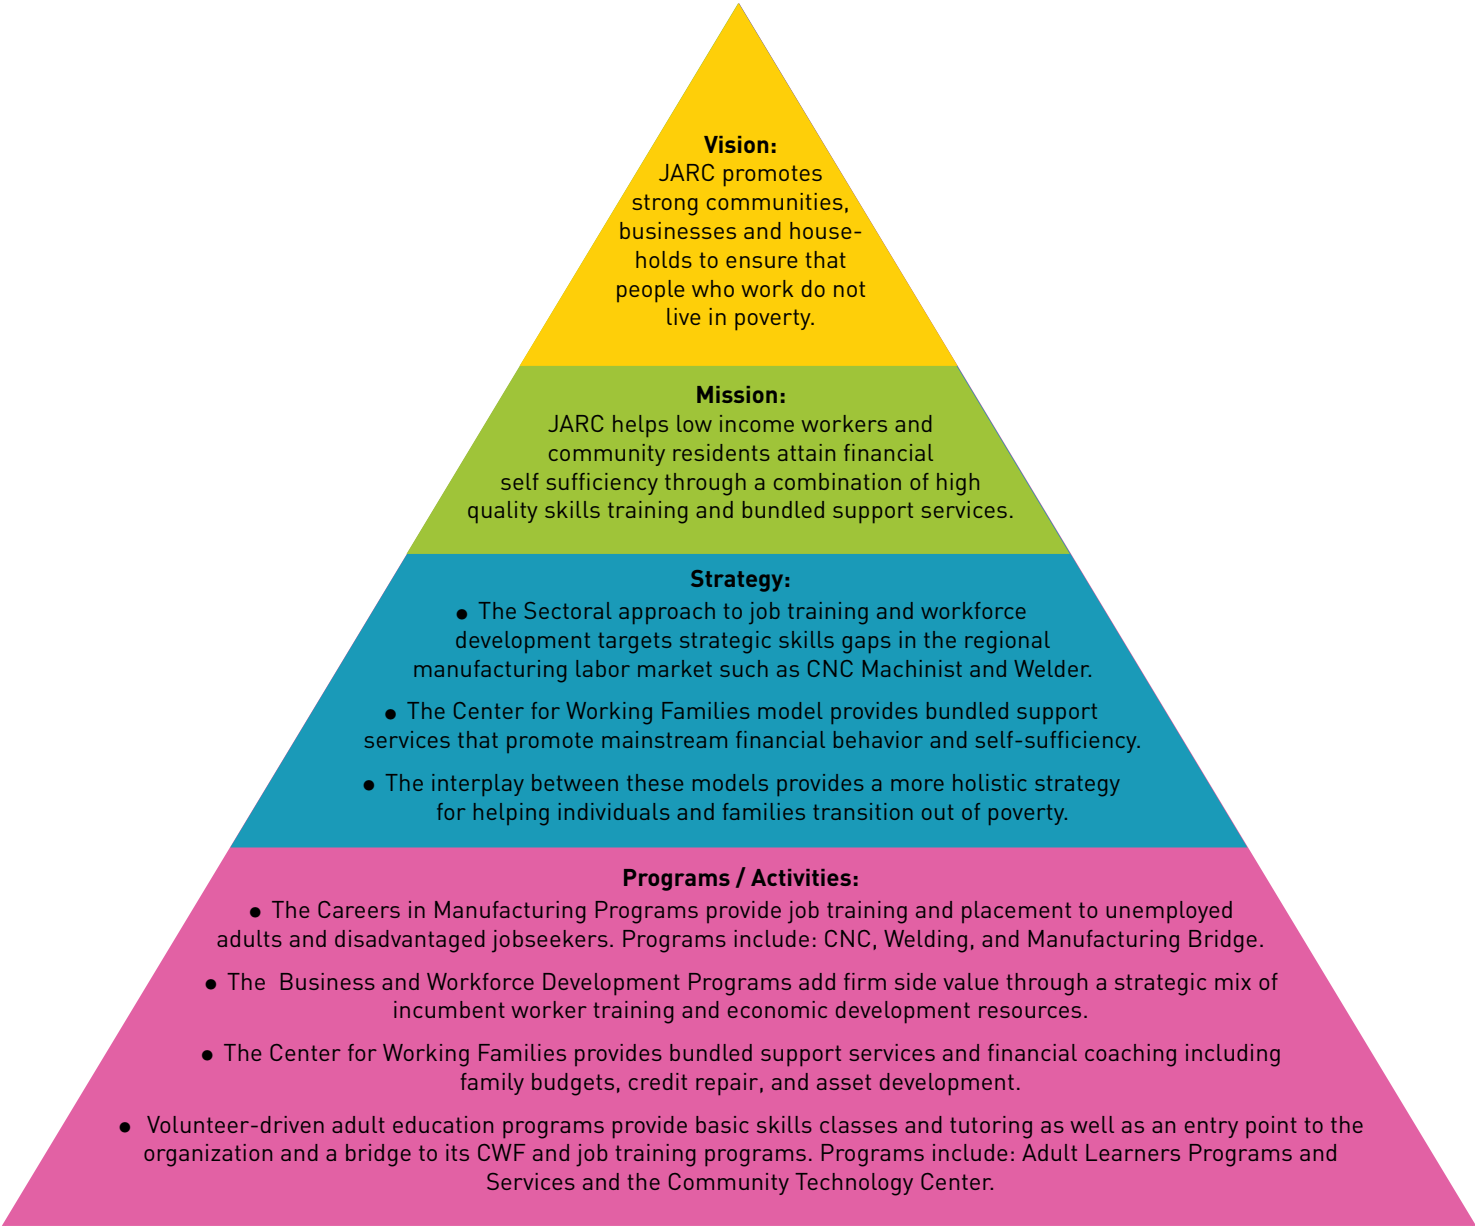 Vision:
JARC promotes
strong communities,
businesses and house-
holds to ensure that
people who work do not
live in poverty.
Mission:
JARC helps low income workers and
community residents attain financial
self sufficiency through a combination of high
quality skills training and bundled support services.
Strategy:
● The Sectoral approach to job training and workforce
development targets strategic skills gaps in the regional
manufacturing labor market such as CNC Machinist and Welder.
● The Center for Working Families model provides bundled support
services that promote mainstream financial behavior and self-sufficiency.
● The interplay between these models provides a more holistic strategy
for helping individuals and families transition out of poverty.
Programs / Activities:
● The Careers in Manufacturing Programs provide job training and placement to unemployed
adults and disadvantaged jobseekers. Programs include: CNC, Welding, and Manufacturing Bridge.
● The  Business and Workforce Development Programs add firm side value through a strategic mix of
incumbent worker training and economic development resources.
● The Center for Working Families provides bundled support services and financial coaching including
family budgets, credit repair, and asset development.
● Volunteer-driven adult education programs provide basic skills classes and tutoring as well as an entry point to the
organization and a bridge to its CWF and job training programs. Programs include: Adult Learners Programs and
Services and the Community Technology Center.